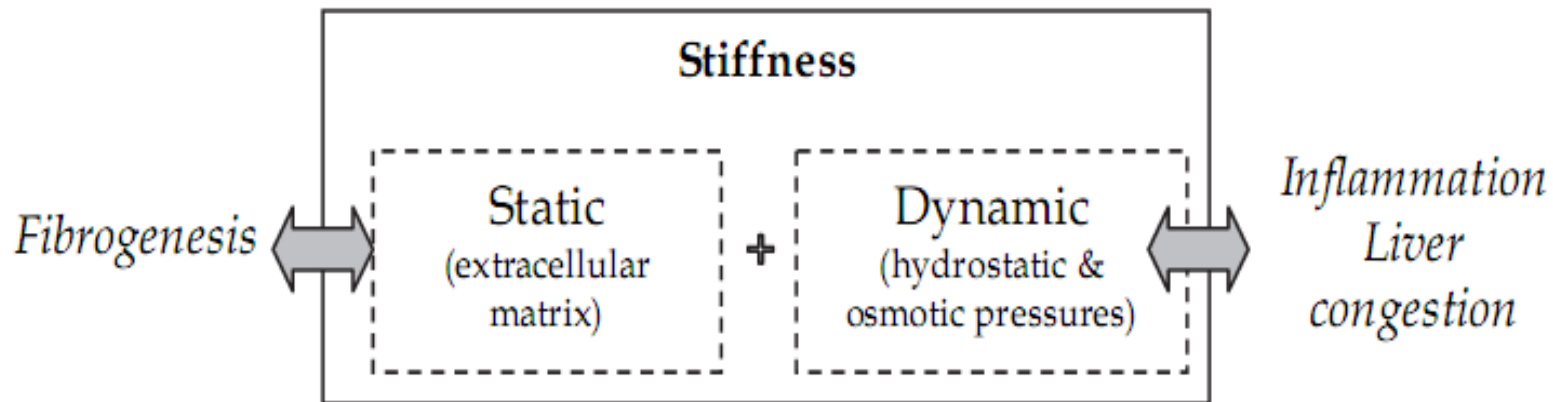 Stiffness
Fibrogenesis
Static
(extracellular
matrix)
+
Dynamic
(hydrostatic &
osmotic pressures)
Inflammation
Liver
congestion